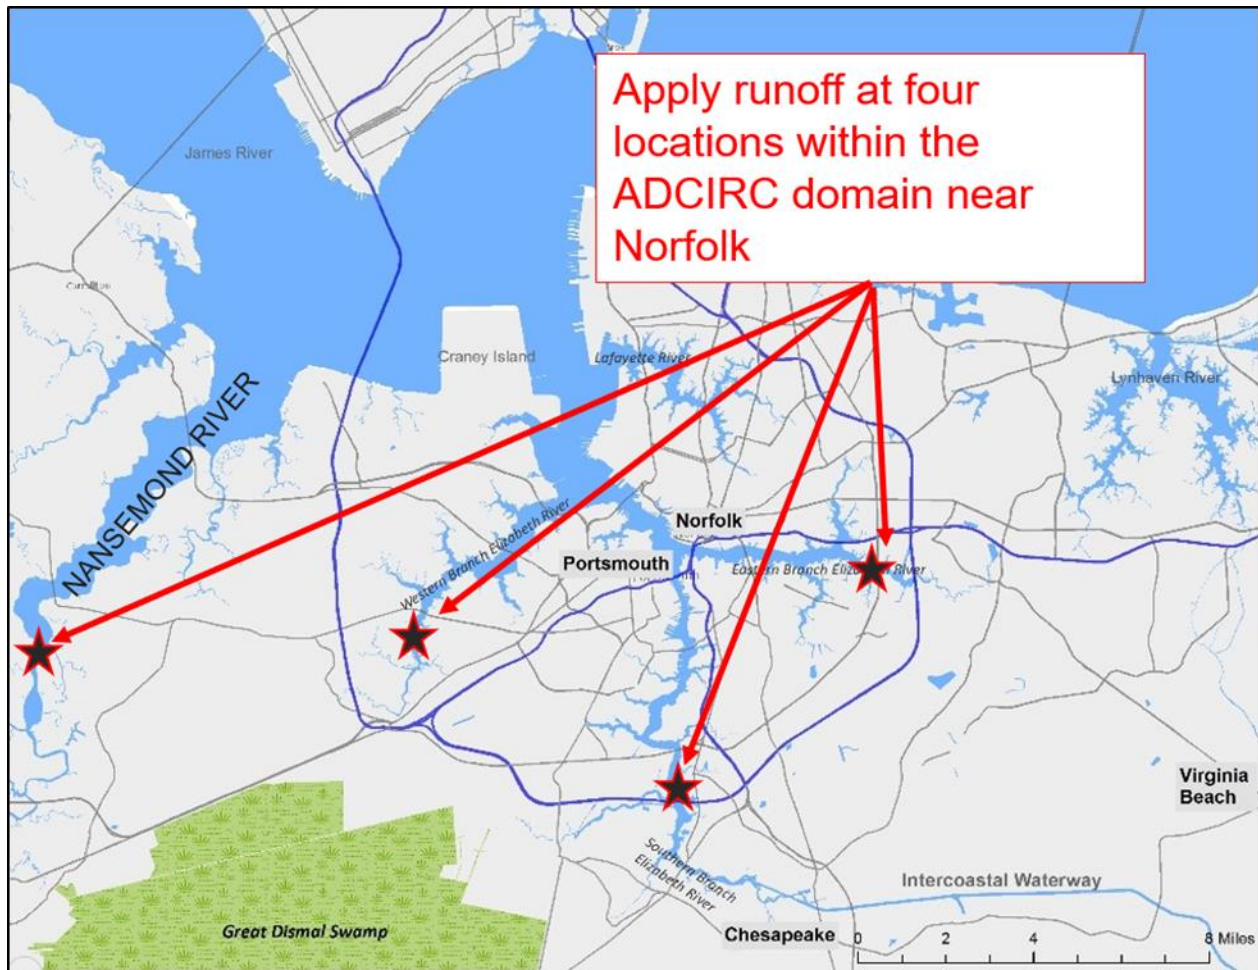 Apply runoff at four
locations within the
ADCIRC domain near
Norfolk
James River
Craney Island
Lafayette River
Lynhaven River
NANSEMOND RIVER
Norfolk
Western Branch Elizabeth River
Portsmouth
Eastern Branch River
Virginia
Beach
Southern Branch
Elizabeth River
Intercoastal Waterway
Great Dismal Swamp
Chesapeake
0 2 4 8 Miles